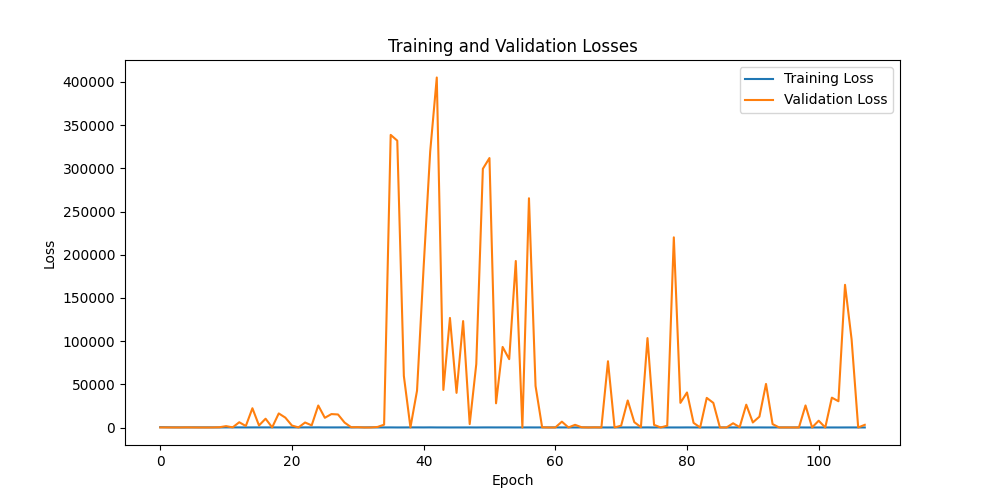 Training and Validation Losses
Training Loss
Validation Loss
400000
350000
300000
250000
200000
150000
100000
50000
0
Loss
0 20 40 60 80 100
Epoch